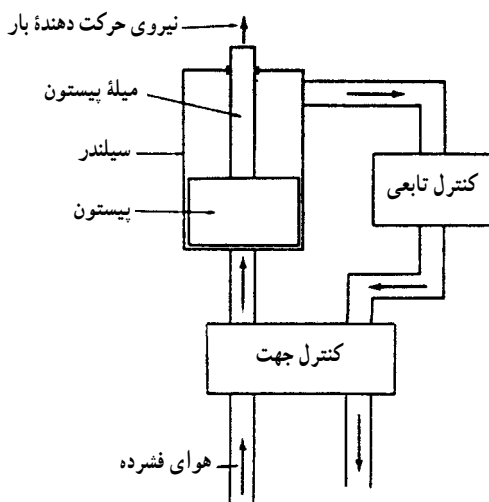 نیروی حرکت دهندهٔ بار
میلهٔ پیستون
سیلندر
پیستون
کنترل تابعی
کنترل جهت
هوای فشرده